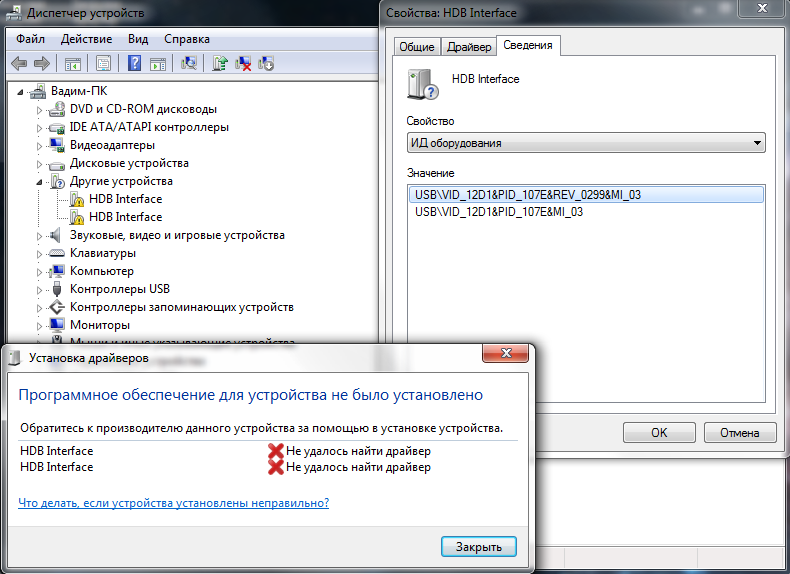 Диспетчер устройств
Файл Действие Вид Справка
Вадим-ПК
DVD и CD-ROM дисководы
IDE ATA/ATAPI контроллеры
Видеоадаптеры
Дисковые устройства
Другие устройства
HDB Interface
HDB Interface
Звуковые, видео и игровые устройства
Клавиатуры
Компьютер
Контроллеры USB
Контроллеры запоминающих устройств
Мониторы
Мыши и иные указывающие устройства
Свойства: HDB Interface
Общие Драйвер Сведения
HDB Interface
Свойство
ИД оборудования
Значение
USB\VID_12D1&PID_107E&REV_0299&MI_03
USB\VID_12D1&PID_107E&MI_03
OK Отмена
Установка драйверов
Программное обеспечение для устройства не было установлено
Обратитесь к производителю данного устройства за помощью в установке устройства.
HDB Interface Не удалось найти драйвер
HDB Interface Не удалось найти драйвер
Что делать, если устройства установлены неправильно?
Закрыть